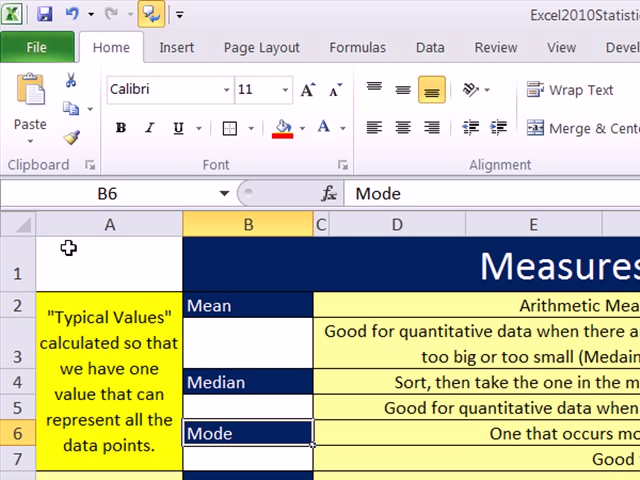 Excel2010Statisti
File Home Insert Page Layout Formulas Data Review View Devel
Paste
Calibri 11 A A
B I U A
Wrap Text
Merge & Cente
Clipboard Font Alignment
B6 fx Mode
A B C D E
1 Measures
2 Mean Arithmetic Mea
"Typical Values"
calculated so that
we have one
value that can
represent all the
data points.
3 Good for quantitative data when there a
too big or too small (Medain
4 Median Sort, then take the one in the m
5 Good for quantitative data when
6 Mode One that occurs mo
7 Good